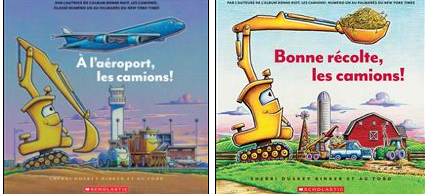 PAR L'AUTRICE DE L'ALBUM BONNE NUIT, LES CAMIONS!,
CLASSÉ NUMÉRO UN AU PALMARÈS DU NEW YORK TIMES
À l'aéroport,
les camions!
SHERRI DUSKEY RINKER ET AG FORD
SCHOLASTIC
PAR L'AUTEURE DE L'ALBUM BONNE NUIT, LES CAMIONS!, NUMÉRO UN AU PALMARÈS DU NEW YORK TIMES
Bonne récolte,
les camions!
SHERRI DUSKEY RINKER ET AG FORD
SCHOLASTIC